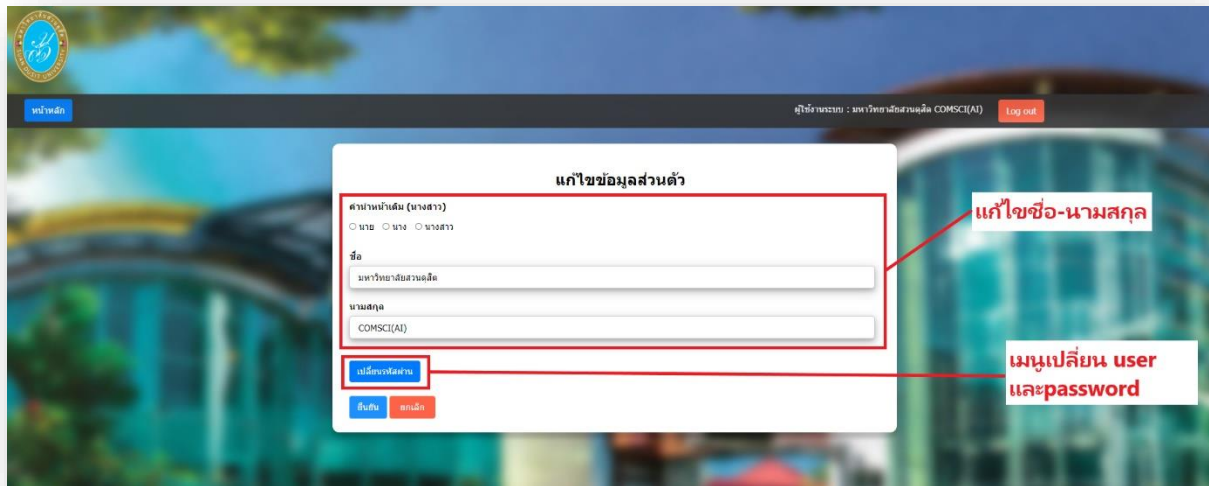 SUAN DUSIT UNIVERSITY
หน้าหลัก
ผู้ใช้งานระบบ : มหาวิทยาลัยสวนดุสิต COMSCI(AI)
Log out
แก้ไขข้อมูลส่วนตัว
คำนำหน้าเดิม (นางสาว)
นาย นาง นางสาว
ชื่อ
มหาวิทยาลัยสวนดุสิต
นามสกุล
COMSCI(AI)
เปลี่ยนรหัสผ่าน
ยืนยัน ยกเลิก
แก้ไขชื่อ-นามสกุล
เมนูเปลี่ยน user
และpassword